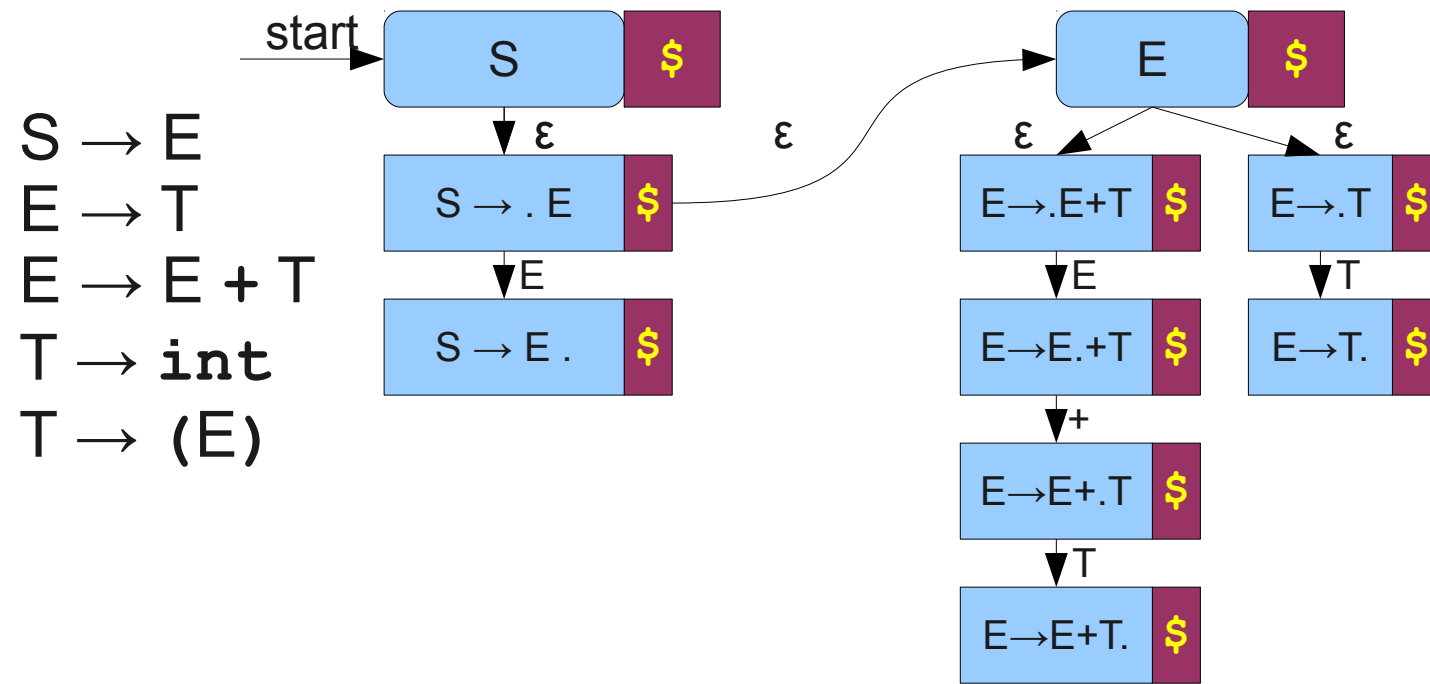 start
S $
E $
S → E
E → T
E → E + T
T → int
T → (E)
ε
S → . E $
E
S → E . $
ε
ε
E→.E+T $
E
E→E.+T $
+
E→E+.T $
T
E→E+T. $
ε
E→.T $
T
E→T. $